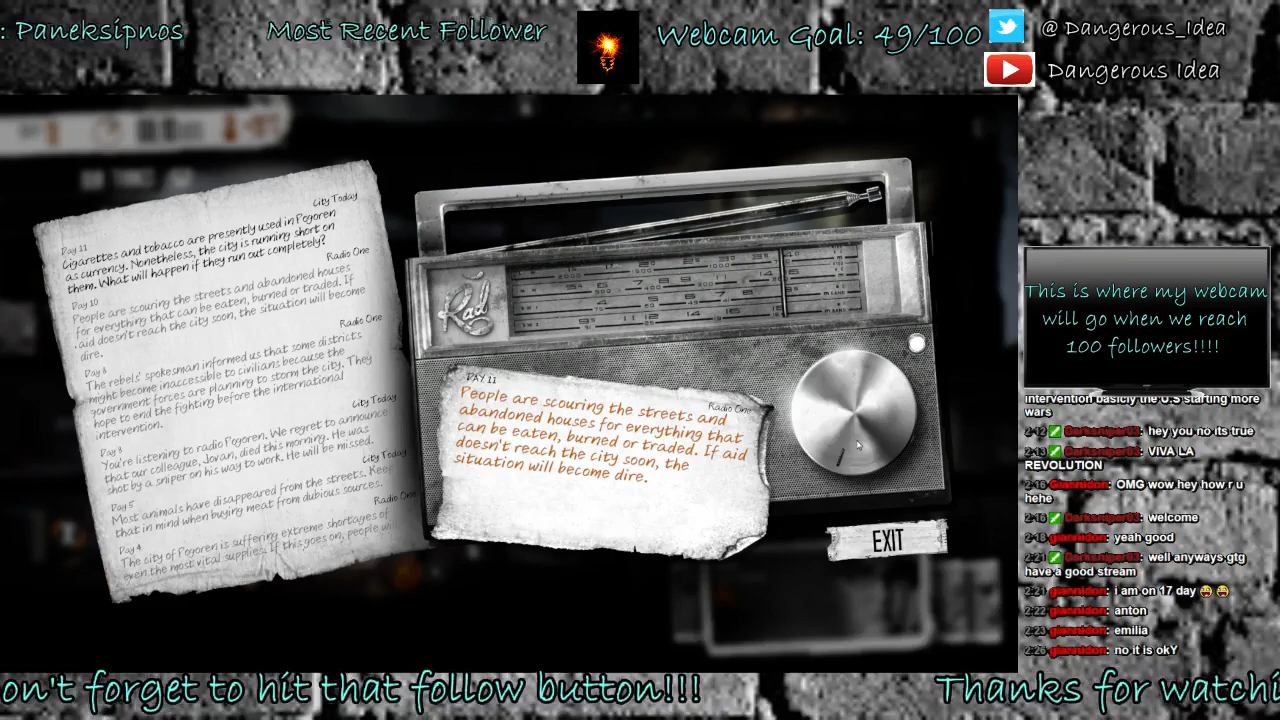 : Paneksipnos
Most Recent Follower
Webcam Goal: 49/100
@Dangerous_Idea
Dangerous Idea
City Today
Day 11
Cigarettes and tobacco are presently used in Pogoren
as currency. Nonetheless, the city is running short on
them. What will happen if they run out completely?
Radio One
Day 10
People are scouring the streets and abandoned houses
for everything that can be eaten, burned or traded. If
aid doesn't reach the city soon, the situation will become
dire.
Radio One
Day 8
The rebels' spokesman informed us that some districts
might become inaccessible to civilians because the
government forces are planning to storm the city. They
hope to end the fighting before the international
intervention.
City Today
You're listening to radio Pogoren. We regret to announce
that our colleague, Jovan, died this morning. He was
shot by a sniper on his way to work. He will be missed.
City Today
Day 5
Most animals have disappeared from the streets. Keep
that in mind when buying meat from dubious sources.
Radio One
Day 4
The city of Pogoren is suffering extreme shortages of
even the most vital supplies. If this goes on, people wi
Rad
DAY 11
Radio One
People are scouring the streets and
abandoned houses for everything that
can be eaten, burned or traded. If aid
doesn't reach the city soon, the
situation will become dire.
EXIT
This is where my webcam
will go when we reach
100 followers!!!!
intervention basicly the U.S starting more
wars
2:12 Darksniper03: hey you no its true
2:13 Darksniper03: VIVA LA
REVOLUTION
2:16 Giannidon: OMG wow hey how r u
hehe
2:16 Darksniper03: welcome
2:18 giannidon: yeah good
2:21 Darksniper03: well anyways gtg
have a good stream
2:21 giannidon: i am on 17 day
2:22 giannidon: anton
2:23 giannidon: emilia
2:25 giannidon: no it is okY
on't forget to hit that follow button!!!
Thanks for watchi